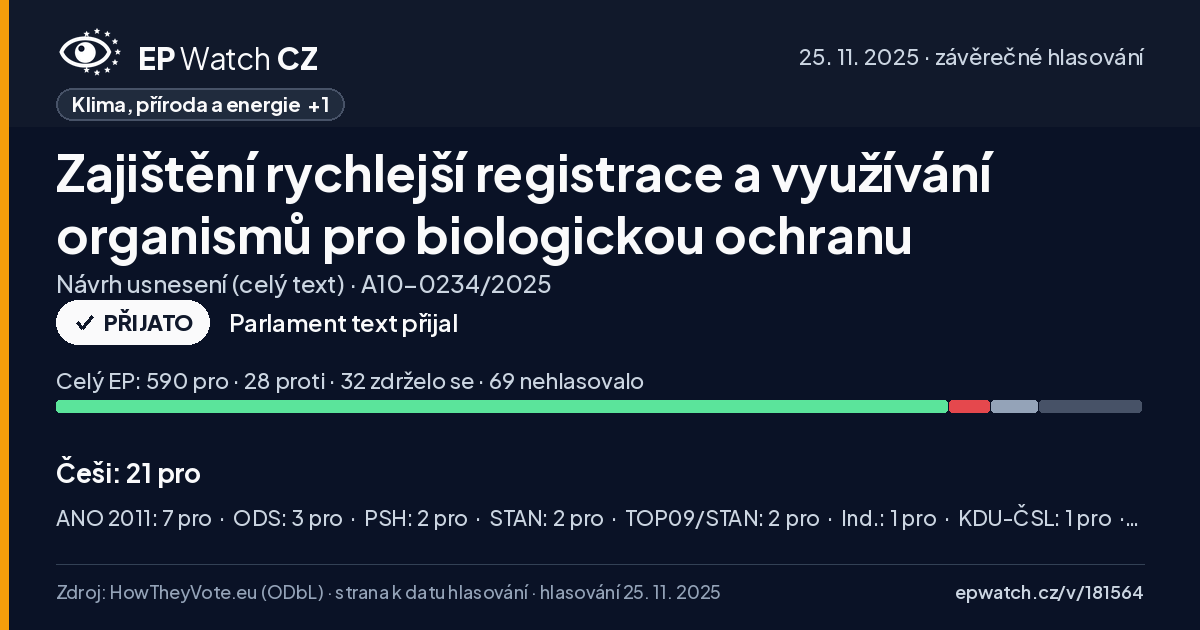 EP Watch CZ
25. 11. 2025 · závěrečné hlasování
Klima, příroda a energie +1
Zajištění rychlejší registrace a využívání
organismů pro biologickou ochranu
Návrh usnesení (celý text) · A10–0234/2025
PŘIJATO Parlament text přijal
Celý EP: 590 pro · 28 proti · 32 zdrželo se · 69 nehlasovalo
Češi: 21 pro
ANO 2011: 7 pro · ODS: 3 pro · PSH: 2 pro · STAN: 2 pro · TOP09/STAN: 2 pro · Ind.: 1 pro · KDU-ČSL: 1 pro ·…
Zdroj: HowTheyVote.eu (ODbL) · strana k datu hlasování · hlasování 25. 11. 2025
epwatch.cz/v/181564